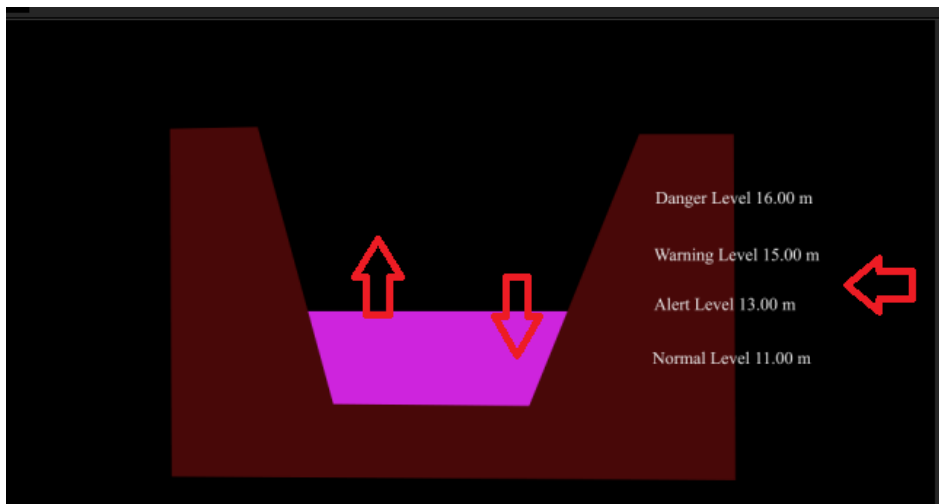 Danger Level 16.00 m
Warning Level 15.00 m
Alert Level 13.00 m
Normal Level 11.00 m